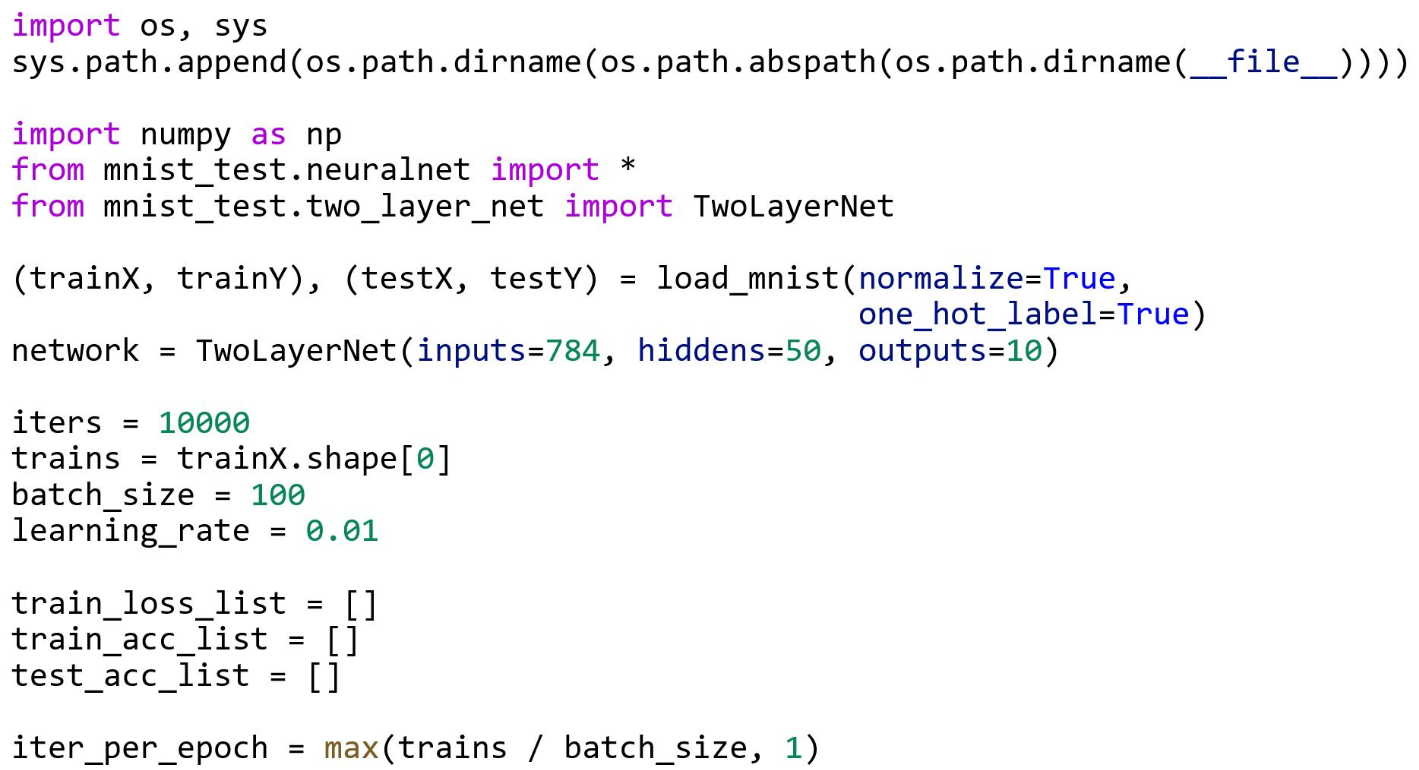 import os, sys
sys.path.append(os.path.dirname(os.path.abspath(os.path.dirname(__file__))))
import numpy as np
from mnist_test.neuralnet import *
from mnist_test.two_layer_net import TwoLayerNet
(trainX, trainY), (testX, testY) = load_mnist(normalize=True,
one_hot_label=True)
network = TwoLayerNet(inputs=784, hiddens=50, outputs=10)
iters = 10000
trains = trainX.shape[0]
batch_size = 100
learning_rate = 0.01
train_loss_list = []
train_acc_list = []
test_acc_list = []
iter_per_epoch = max(trains / batch_size, 1)